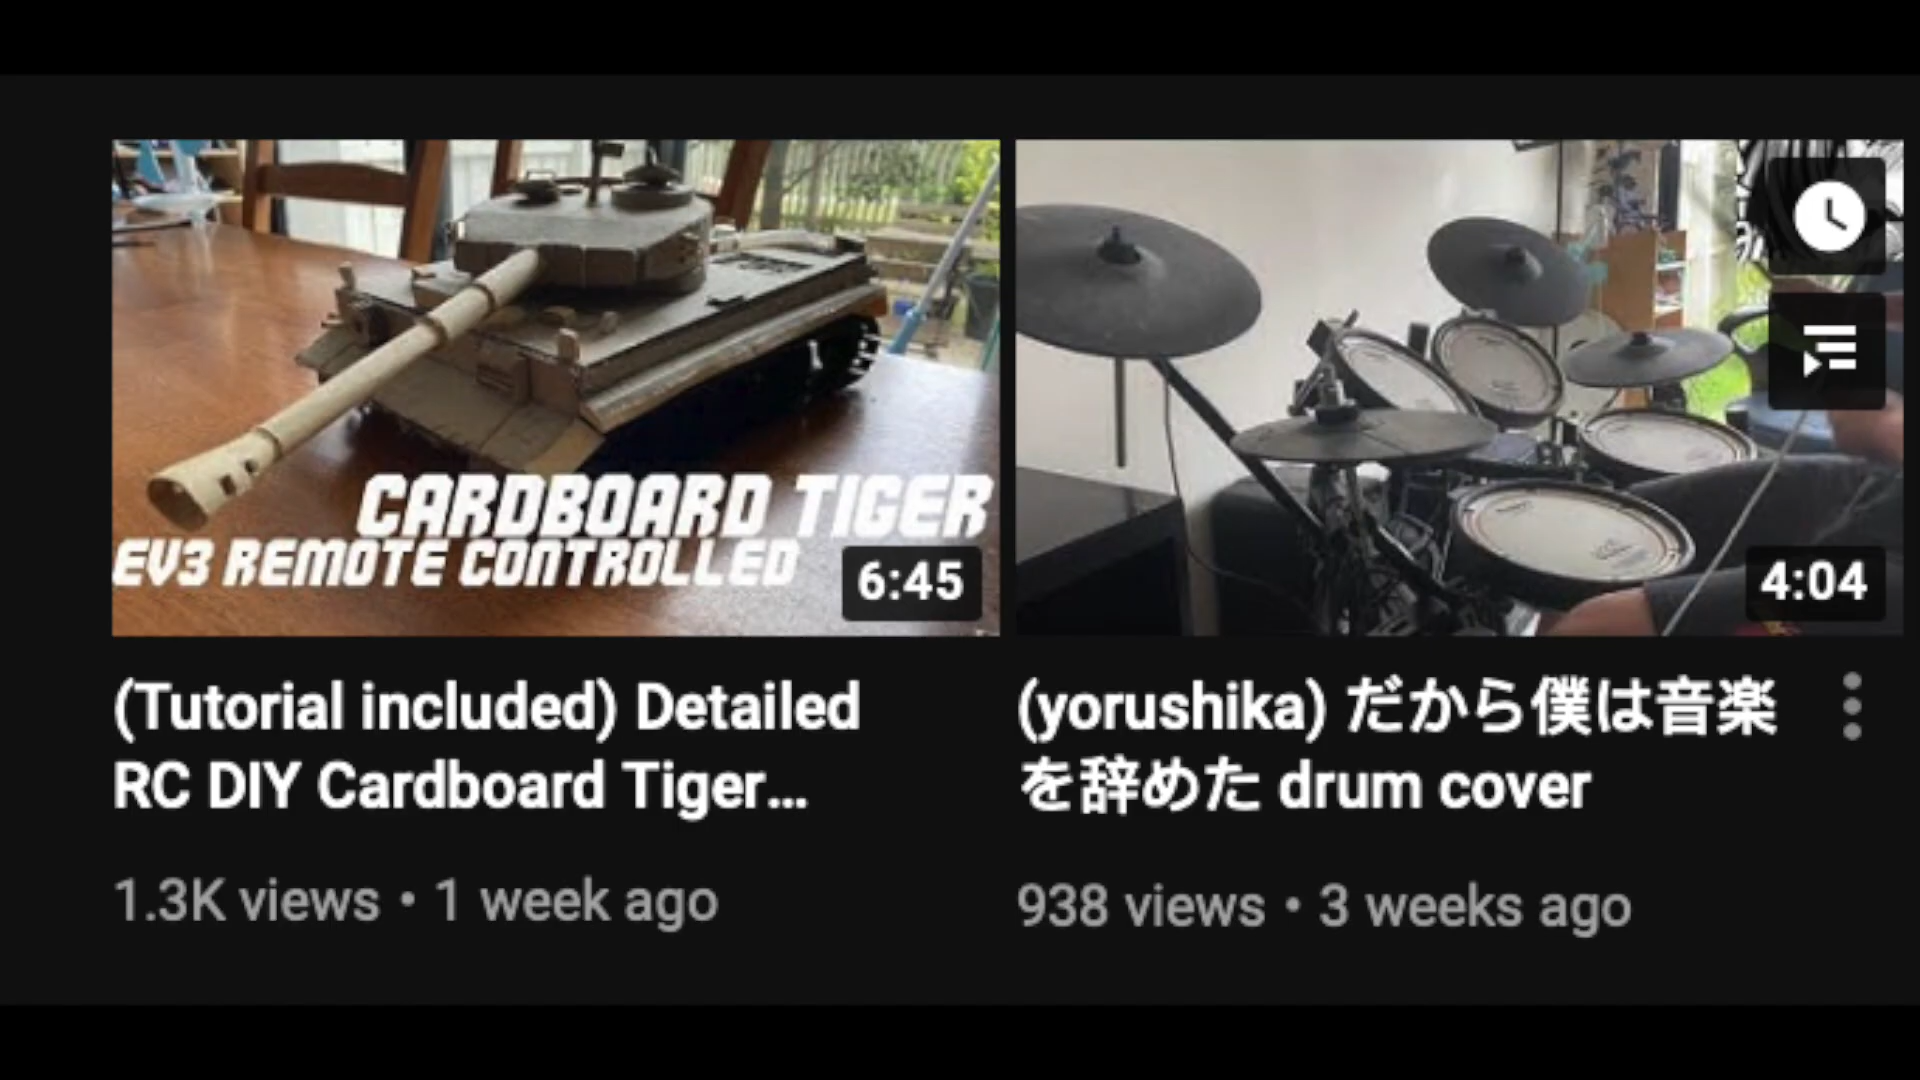 CARDBOARD TIGER
EV3 REMOTE CONTROLLED
6:45
(Tutorial included) Detailed
RC DIY Cardboard Tiger...
1.3K views • 1 week ago
4:04
(yorushika) だから僕は音楽
を辞めた drum cover
938 views • 3 weeks ago